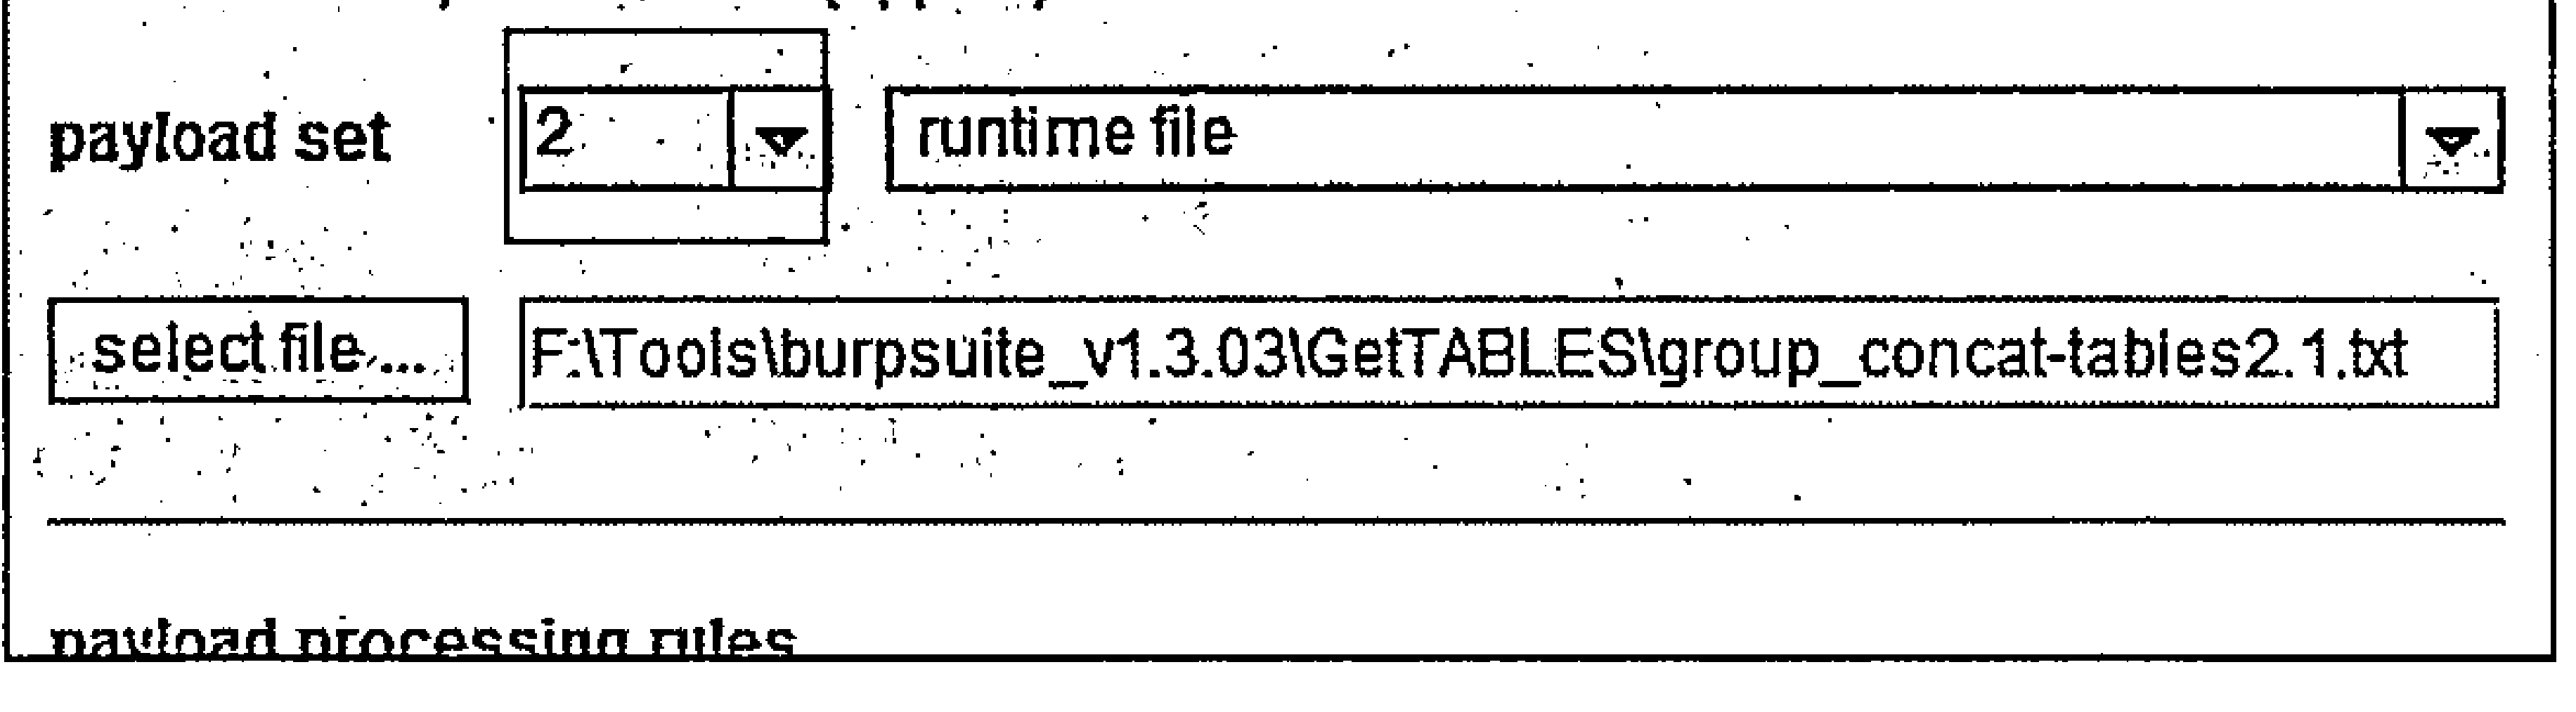 payload set 2 runtime file
select file ... F:\Tools\burpsuite_v1.3.03\GetTABLES\group_concat-tables2.1.txt
payload processing rules